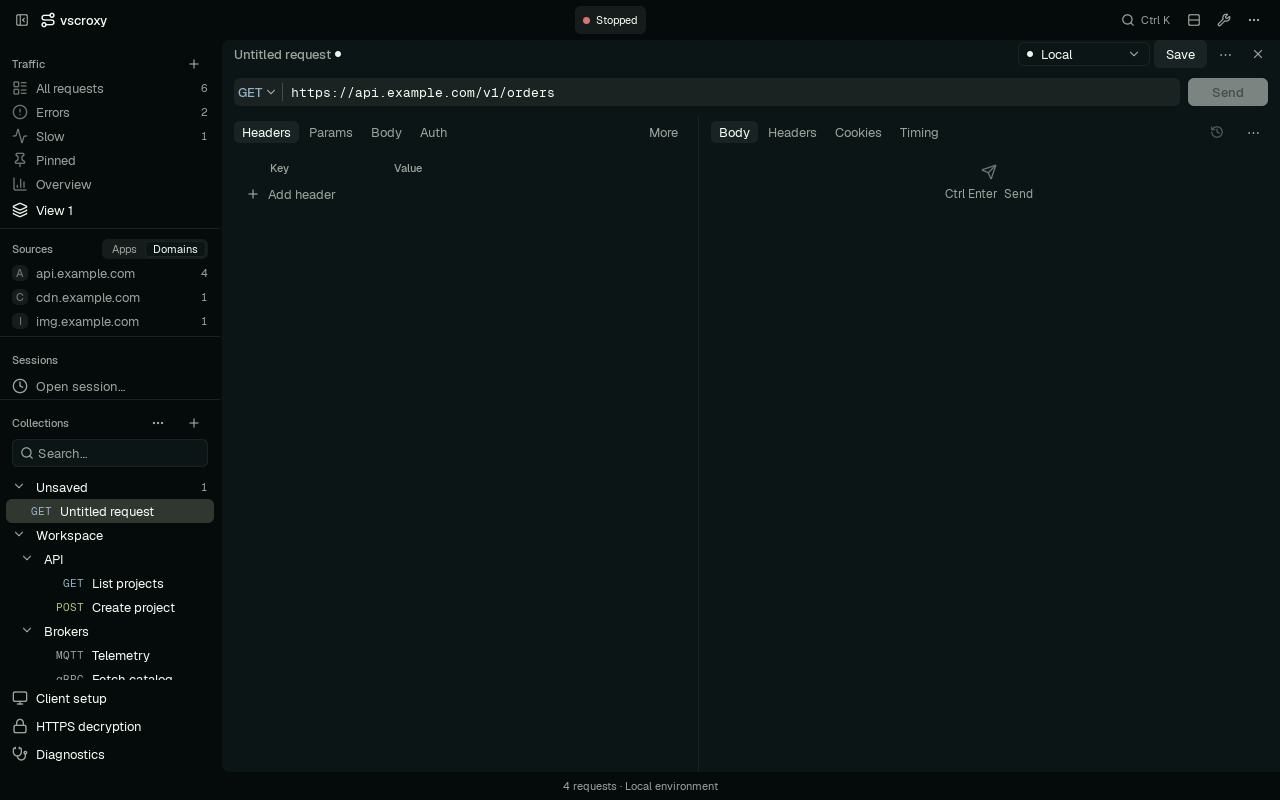 vscroxy
Stopped
Ctrl K
Traffic
All requests 6
Errors 2
Slow 1
Pinned
Overview
View 1
Sources Apps Domains
A api.example.com 4
C cdn.example.com 1
I img.example.com 1
Sessions
Open session…
Collections
Search…
Unsaved 1
GET Untitled request
Workspace
API
GET List projects
POST Create project
Brokers
MQTT Telemetry
gRPC Fetch catalog
Client setup
HTTPS decryption
Diagnostics
Untitled request
Local
Save
GET https://api.example.com/v1/orders
Send
Headers Params Body Auth More
Key Value
Add header
Body Headers Cookies Timing
Ctrl Enter Send
4 requests · Local environment